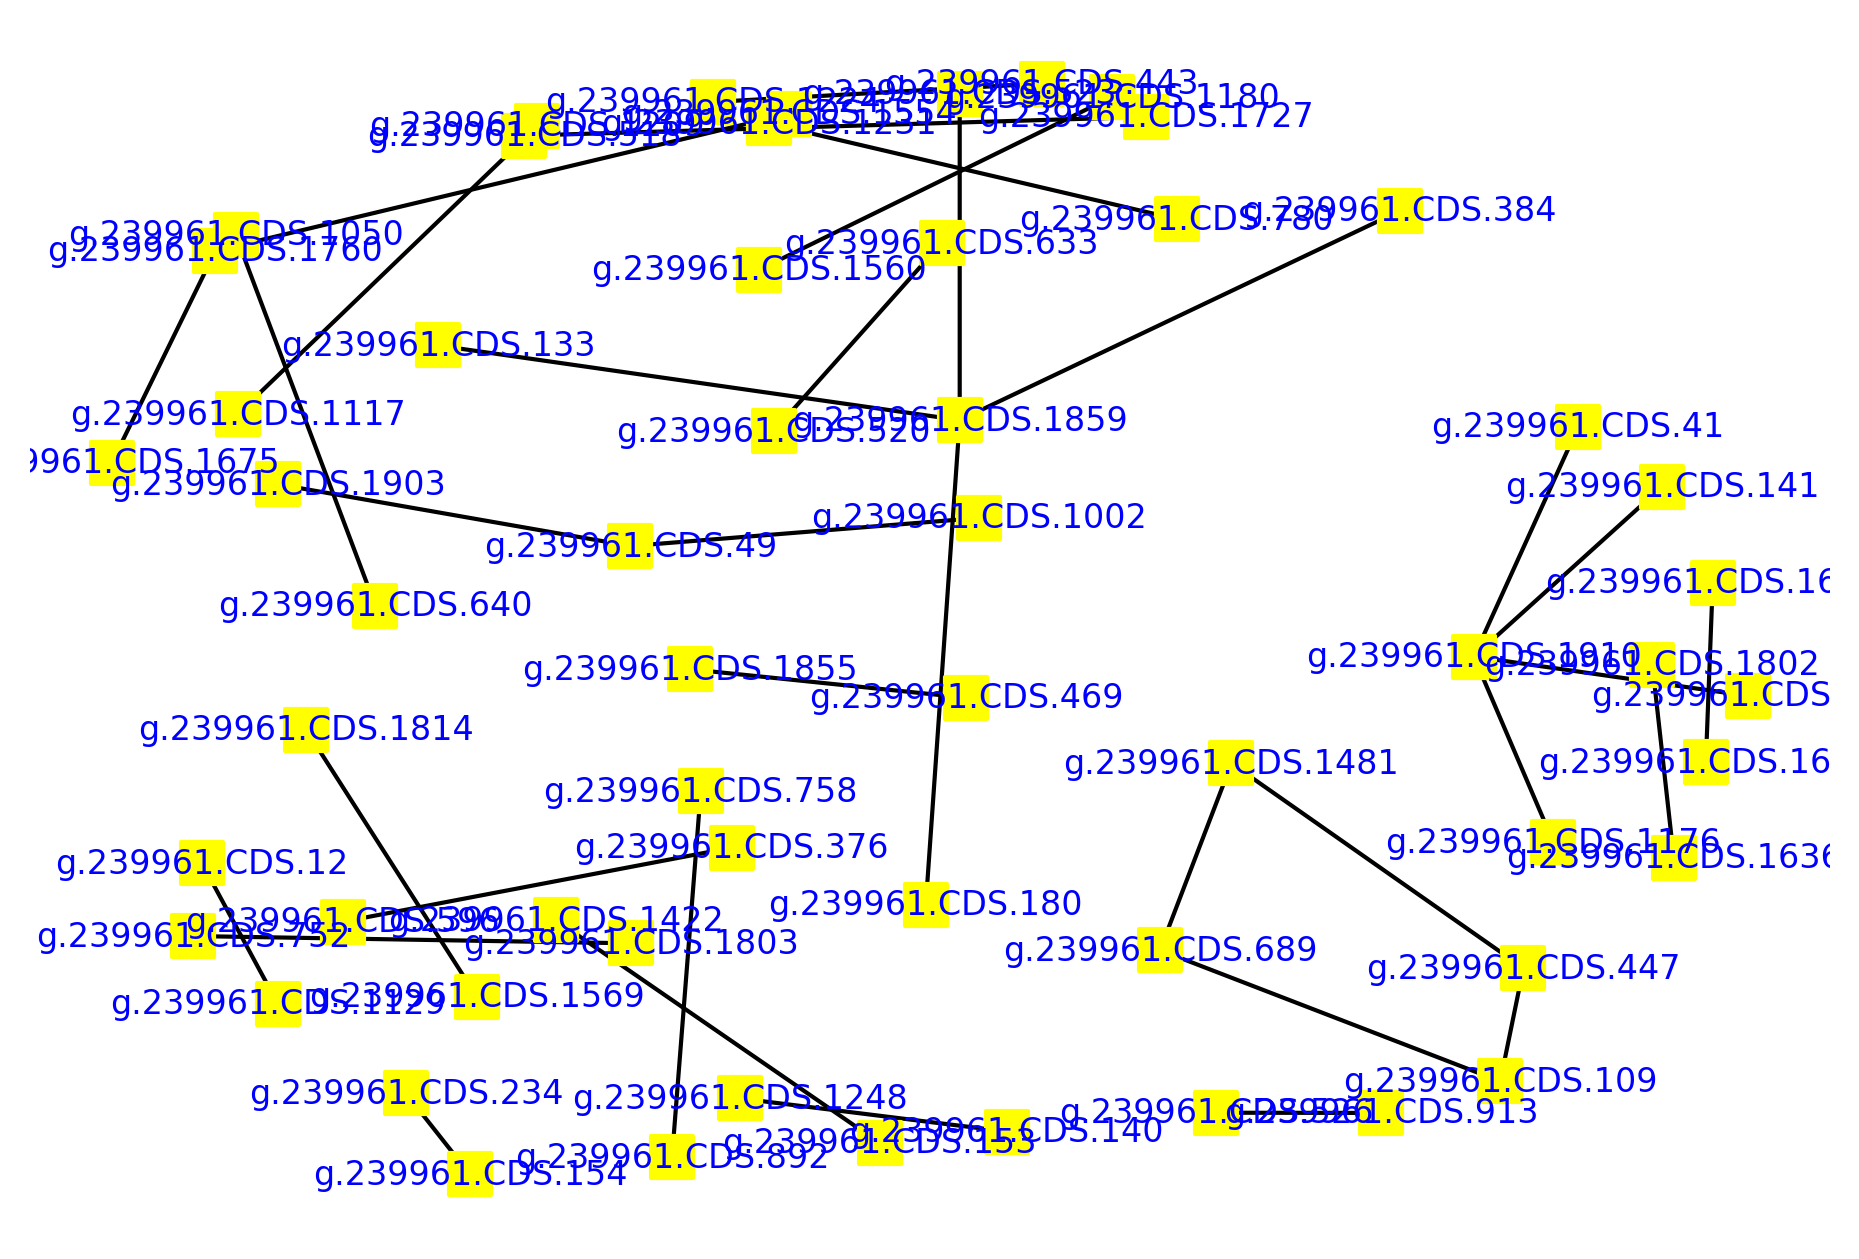 g.239961.CDS.443
g.239961.CDS.1180
g.239961.CDS.1727
g.239961.CDS.1231
g.239961.CDS.518
g.239961.CDS.384
g.239961.CDS.780
g.239961.CDS.1050
g.239961.CDS.1760
g.239961.CDS.633
g.239961.CDS.1560
g.239961.CDS.133
g.239961.CDS.1117
g.239961.CDS.1859
g.239961.CDS.520
g.239961.CDS.41
9961.CDS.1675
g.239961.CDS.1903
g.239961.CDS.141
g.239961.CDS.1002
g.239961.CDS.49
g.239961.CDS.16
g.239961.CDS.640
g.239961.CDS.1910
g.239961.CDS.1802
g.239961.CDS.1855
g.239961.CDS.469
g.239961.CDS
g.239961.CDS.1814
g.239961.CDS.1481
g.239961.CDS.16
g.239961.CDS.758
g.239961.CDS.376
g.239961.CDS.1176
g.239961.CDS.1636
g.239961.CDS.12
g.239961.CDS.180
g.239961.CDS.596
g.239961.CDS.1422
g.239961.CDS.752
g.239961.CDS.1803
g.239961.CDS.689
g.239961.CDS.447
g.239961.CDS.1129
g.239961.CDS.1569
g.239961.CDS.109
g.239961.CDS.234
g.239961.CDS.1248
g.239961.CDS.913
g.239961.CDS.140
g.239961.CDS.153
g.239961.CDS.892
g.239961.CDS.154